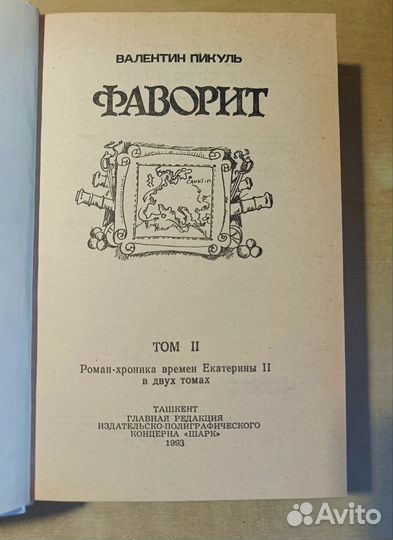 ВАЛЕНТИН ПИКУЛЬ
ФАВОРИТ
САНКТ-П
ТОМ II
Роман-хроника времен Екатерины II
в двух томах
ТАШКЕНТ
ГЛАВНАЯ РЕДАКЦИЯ
ИЗДАТЕЛЬСКО-ПОЛИГРАФИЧЕСКОГО
КОНЦЕРНА «ШАРК»
1993
Avito